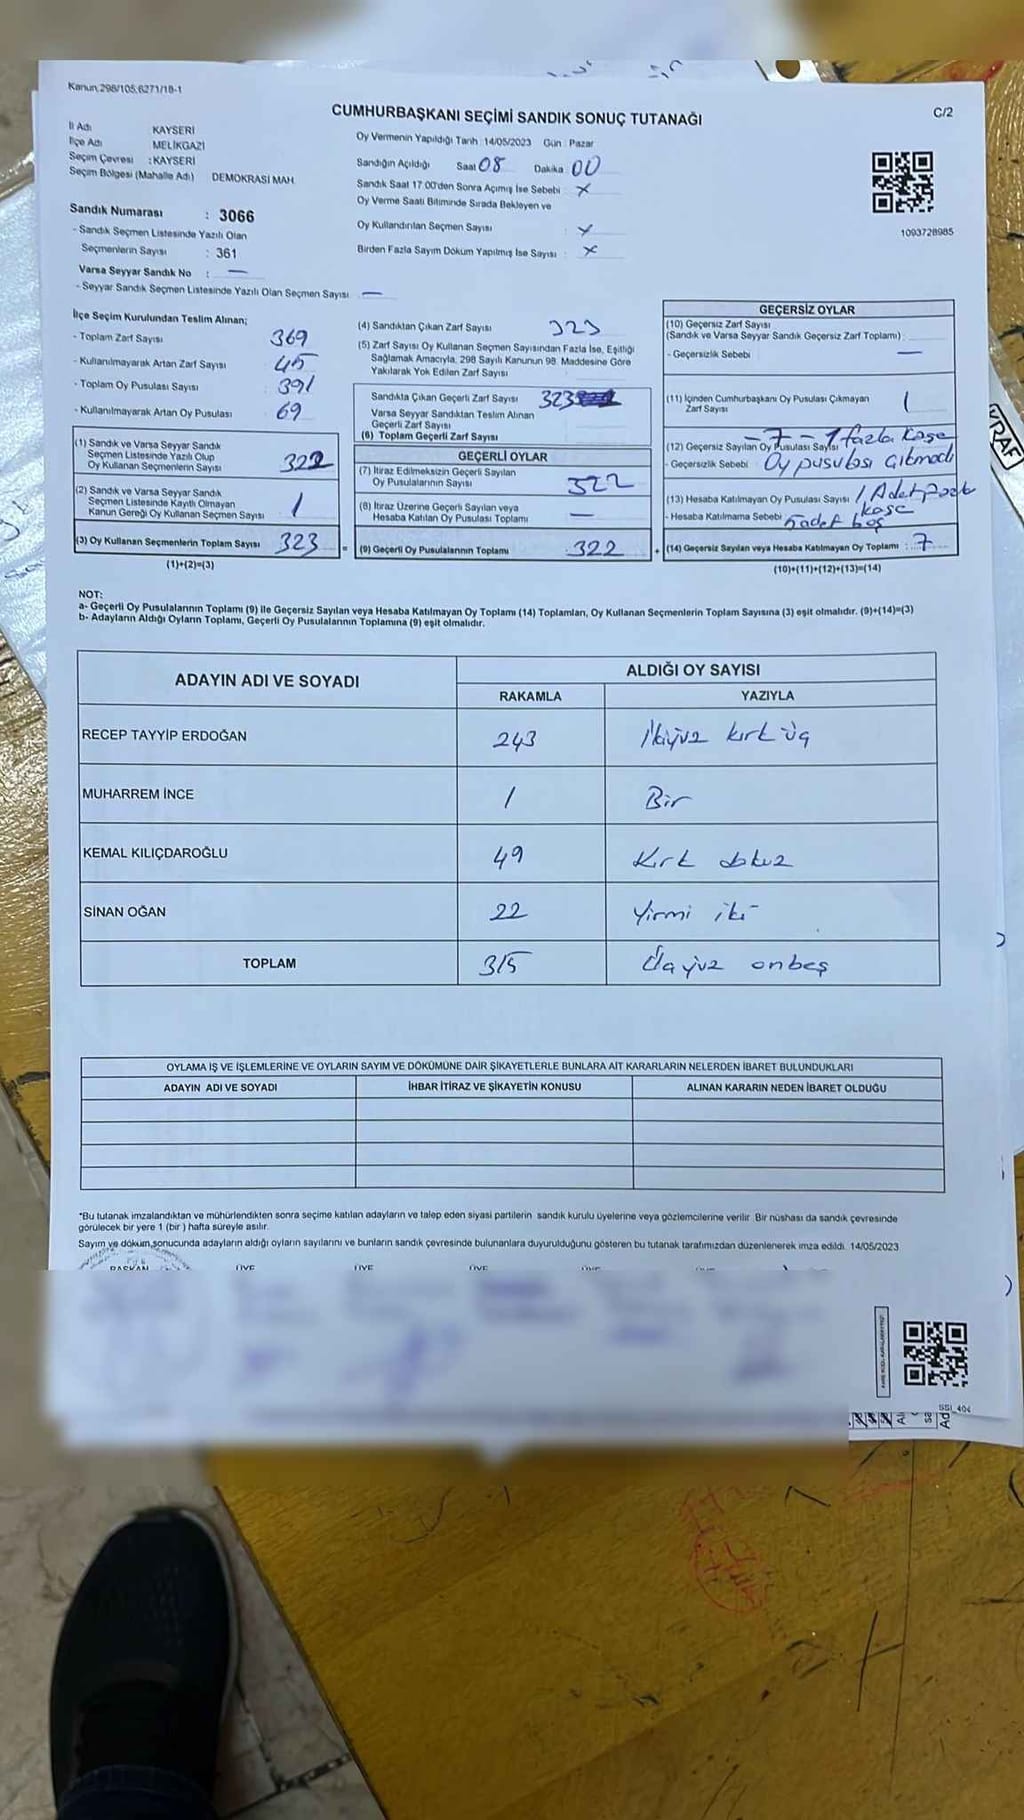 Kanun;298/105;6271/18-1
CUMHURBAŞKANI SEÇİMİ SANDIK SONUÇ TUTANAĞI
C/2
İl Adı KAYSERİ
İlçe Adı MELİKGAZİ
Seçim Çevresi : KAYSERİ
Seçim Bölgesi (Mahalle Adı) DEMOKRASİ MAH.
Oy Vermenin Yapıldığı Tarih : 14/05/2023 Gün : Pazar
Sandığın Açıldığı Saat 08 Dakika 00
Sandık Saat 17:00'den Sonra Açımış İse Sebebi : X
Oy Verme Saati Bitiminde Sırada Bekleyen ve
Oy Kullandırılan Seçmen Sayısı : X
Birden Fazla Sayım Döküm Yapılmış İse Sayısı : X
1093728985
Sandık Numarası : 3066
- Sandık Seçmen Listesinde Yazılı Olan
Seçmenlerin Sayısı : 361
Varsa Seyyar Sandık No : —
- Seyyar Sandık Seçmen Listesinde Yazılı Olan Seçmen Sayısı —
İlçe Seçim Kurulundan Teslim Alınan;
- Toplam Zarf Sayısı 369
- Kullanılmayarak Artan Zarf Sayısı 45
- Toplam Oy Pusulası Sayısı 391
- Kullanılmayarak Artan Oy Pusulası 69
(1) Sandık ve Varsa Seyyar Sandık
Seçmen Listesinde Yazılı Olup
Oy Kullanan Seçmenlerin Sayısı 322
(2) Sandık ve Varsa Seyyar Sandık
Seçmen Listesinde Kayıtlı Olmayan
Kanun Gereği Oy Kullanan Seçmen Sayısı 1
(3) Oy Kullanan Seçmenlerin Toplam Sayısı 323 =
(1)+(2)=(3)
(4) Sandıktan Çıkan Zarf Sayısı 323
(5) Zarf Sayısı Oy Kullanan Seçmen Sayısından Fazla İse, Eşitliği
Sağlamak Amacıyla, 298 Sayılı Kanunun 98. Maddesine Göre
Yakılarak Yok Edilen Zarf Sayısı
Sandıkta Çıkan Geçerli Zarf Sayısı 323
Varsa Seyyar Sandıktan Teslim Alınan
Geçerli Zarf Sayısı
(6) Toplam Geçerli Zarf Sayısı
GEÇERLİ OYLAR
(7) İtiraz Edilmeksizin Geçerli Sayılan
Oy Pusulalarının Sayısı 322
(8) İtiraz Üzerine Geçerli Sayılan veya
Hesaba Katılan Oy Pusulası Toplamı —
(9) Geçerli Oy Pusulalarının Toplamı 322 +
GEÇERSİZ OYLAR
(10) Geçersiz Zarf Sayısı
(Sandık ve Varsa Seyyar Sandık Geçersiz Zarf Toplamı) :
- Geçersizlik Sebebi —
(11) İçinden Cumhurbaşkanı Oy Pusulası Çıkmayan
Zarf Sayısı 1
(12) Geçersiz Sayılan Oy Pusulası Sayısı - 7 - 1 fazla kaşe
- Geçersizlik Sebebi Oy pusulası çıkmadı
(13) Hesaba Katılmayan Oy Pusulası Sayısı 1 Adet
- Hesaba Katılmama Sebebi kaşe 5 adet boş
(14) Geçersiz Sayılan veya Hesaba Katılmayan Oy Toplamı : 7
(10)+(11)+(12)+(13)=(14)
NOT:
a- Geçerli Oy Pusulalarının Toplamı (9) ile Geçersiz Sayılan veya Hesaba Katılmayan Oy Toplamı (14) Toplamları, Oy Kullanan Seçmenlerin Toplam Sayısına (3) eşit olmalıdır. (9)+(14)=(3)
b- Adayların Aldığı Oyların Toplamı, Geçerli Oy Pusulalarının Toplamına (9) eşit olmalıdır.
ADAYIN ADI VE SOYADI
ALDIĞI OY SAYISI
RAKAMLA YAZIYLA
RECEP TAYYİP ERDOĞAN 243 İkiyüz kırk üç
MUHARREM İNCE 1 Bir
KEMAL KILIÇDAROĞLU 49 Kırk dokuz
SİNAN OĞAN 22 Yirmi iki
TOPLAM 315 Üçyüz onbeş
OYLAMA İŞ VE İŞLEMLERİNE VE OYLARIN SAYIM VE DÖKÜMÜNE DAİR ŞİKAYETLERLE BUNLARA AİT KARARLARIN NELERDEN İBARET BULUNDUKLARI
ADAYIN ADI VE SOYADI İHBAR İTİRAZ VE ŞİKAYETİN KONUSU ALINAN KARARIN NEDEN İBARET OLDUĞU
*Bu tutanak imzalandıktan ve mühürlendikten sonra seçime katılan adayların ve talep eden siyasi partilerin sandık kurulu üyelerine veya gözlemcilerine verilir. Bir nüshası da sandık çevresinde
görülecek bir yere 1 (bir ) hafta süreyle asılır.
Sayım ve döküm sonucunda adayların aldığı oyların sayılarını ve bunların sandık çevresinde bulunanlara duyurulduğunu gösteren bu tutanak tarafımızdan düzenlenerek imza edildi. 14/05/2023
BAŞKAN ÜYE ÜYE ÜYE ÜYE
SSI_404